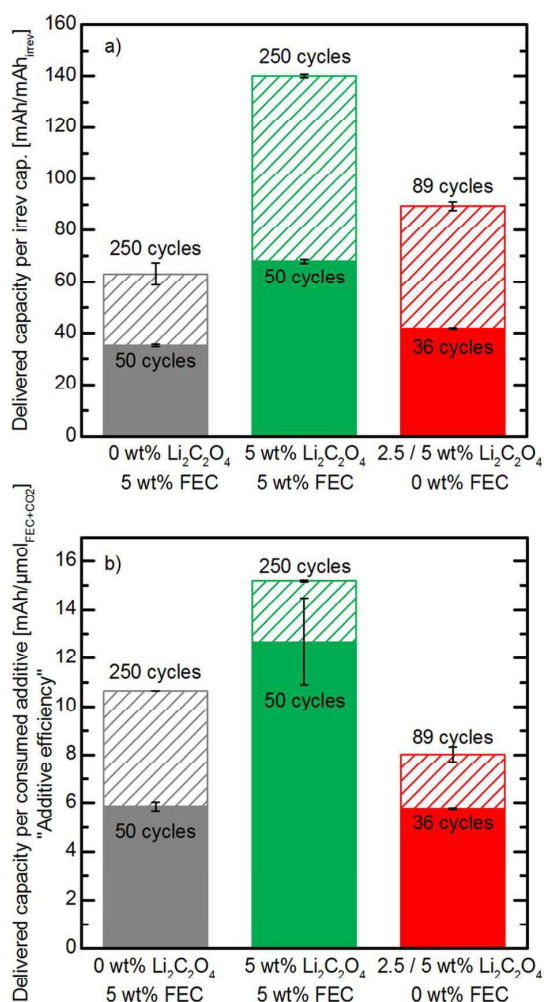 Delivered capacity per irrev cap. [mAh/mAh_irrev]
160
140
120
100
80
60
40
20
0
a)
250 cycles
50 cycles
250 cycles
50 cycles
89 cycles
36 cycles
0 wt% Li₂C₂O₄
5 wt% FEC
5 wt% Li₂C₂O₄
5 wt% FEC
2.5 / 5 wt% Li₂C₂O₄
0 wt% FEC
Delivered capacity per consumed additive [mAh/µmol_FEC+CO2]
"Additive efficiency"
16
14
12
10
8
6
4
2
0
b)
250 cycles
50 cycles
250 cycles
50 cycles
89 cycles
36 cycles
0 wt% Li₂C₂O₄
5 wt% FEC
5 wt% Li₂C₂O₄
5 wt% FEC
2.5 / 5 wt% Li₂C₂O₄
0 wt% FEC